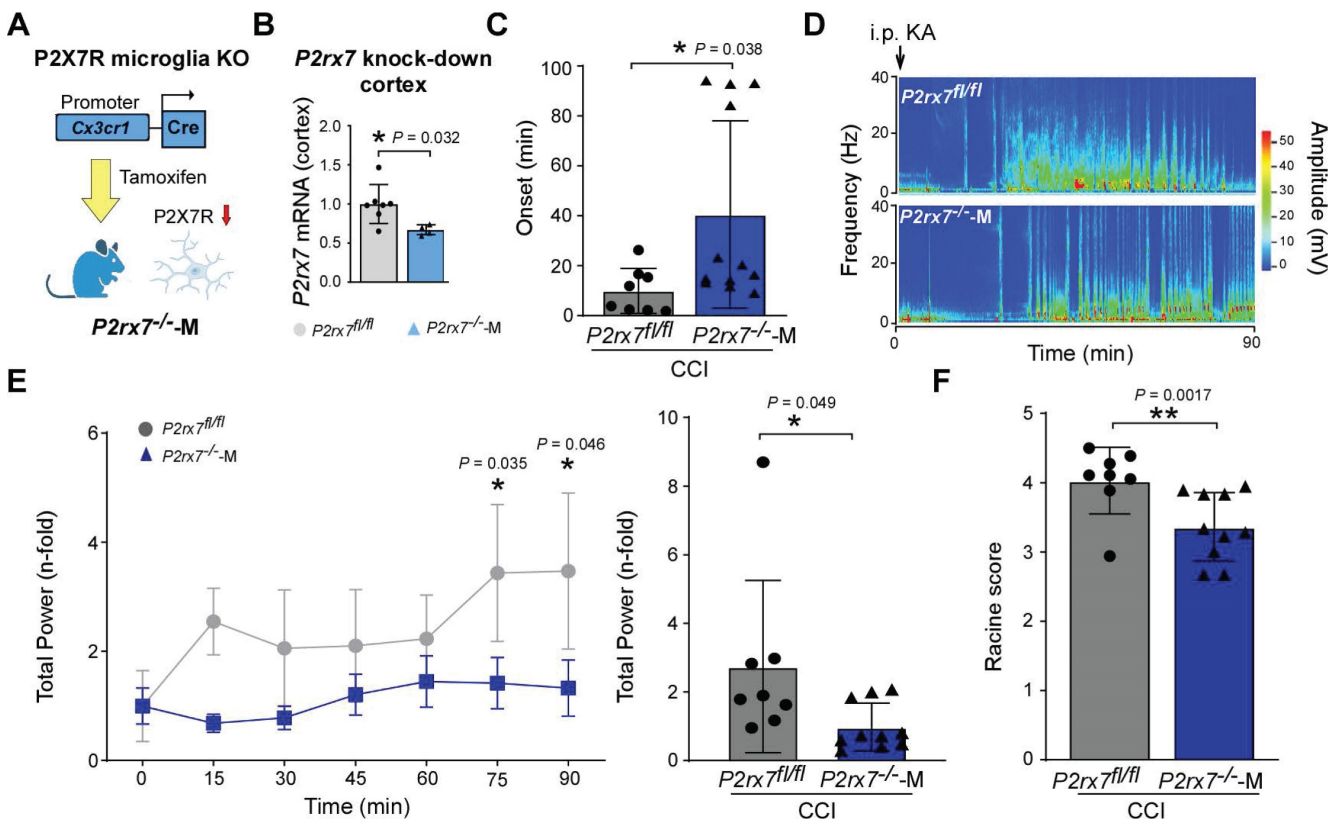 A
P2X7R microglia KO
Promoter
Cx3cr1
Cre
Tamoxifen
P2X7R
P2rx7-/--M
B
P2rx7 knock-down
cortex
P2rx7 mRNA (cortex)
2.0
1.5
1.0
0.5
0.0
* P = 0.032
P2rx7fl/fl
P2rx7-/--M
C
* P = 0.038
Onset (min)
100
80
60
40
20
0
P2rx7fl/fl
P2rx7-/--M
CCI
D
i.p. KA
Frequency (Hz)
40
20
0
P2rx7fl/fl
40
20
0
P2rx7-/--M
0
90
Time (min)
Amplitude (mV)
50
40
30
20
10
0
E
P2rx7fl/fl
P2rx7-/--M
Total Power (n-fold)
6
4
2
0
P = 0.035
*
P = 0.046
*
0 15 30 45 60 75 90
Time (min)
Total Power (n-fold)
10
8
6
4
2
0
P = 0.049
*
P2rx7fl/fl
P2rx7-/--M
CCI
F
P = 0.0017
**
Racine score
5
4
3
2
1
0
P2rx7fl/fl
P2rx7-/--M
CCI